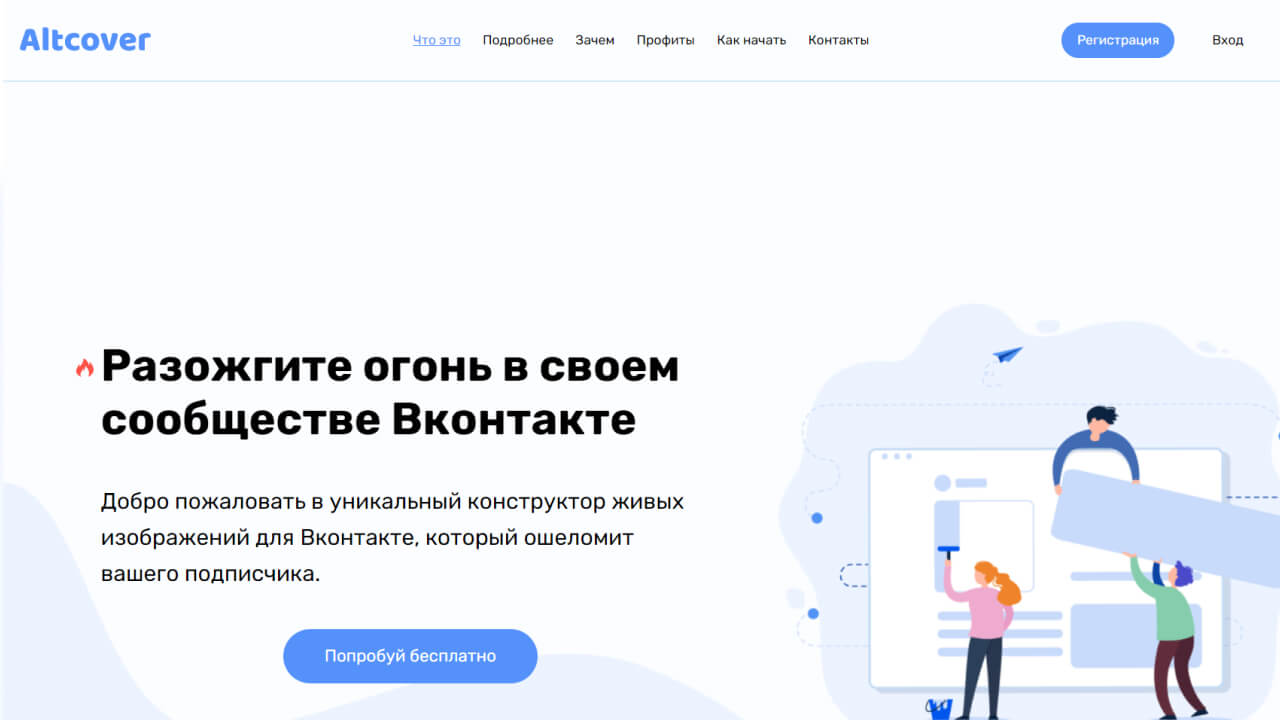 Altcover
Что это
Подробнее
Зачем
Профиты
Как начать
Контакты
Регистрация
Вход
Разожгите огонь в своем
сообществе Вконтакте
Добро пожаловать в уникальный конструктор живых
изображений для Вконтакте, который ошеломит
вашего подписчика.
Попробуй бесплатно